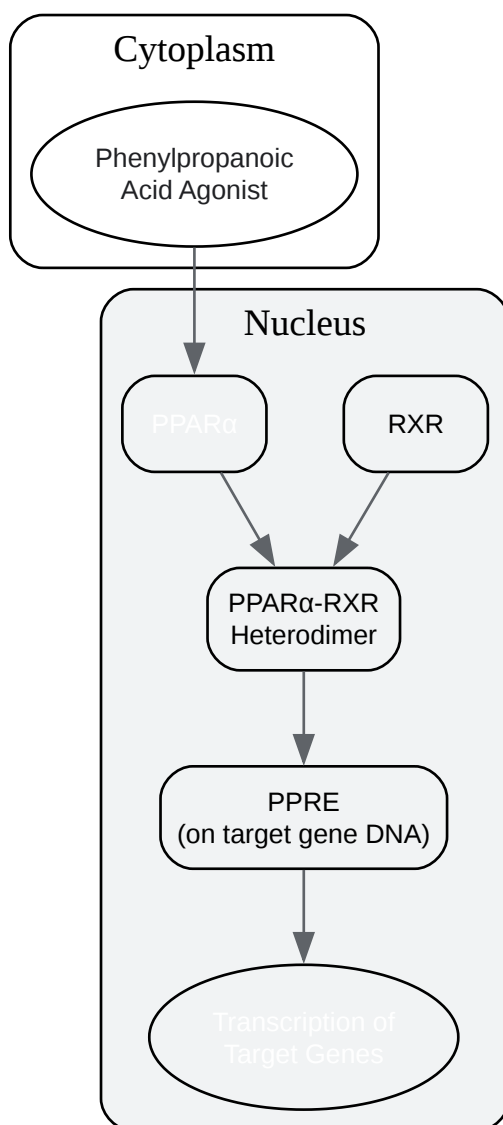 Cytoplasm
Phenylpropanoic
Acid Agonist
Nucleus
PPARα
RXR
PPARα-RXR
Heterodimer
PPRE
(on target gene DNA)
Transcription of
Target Genes